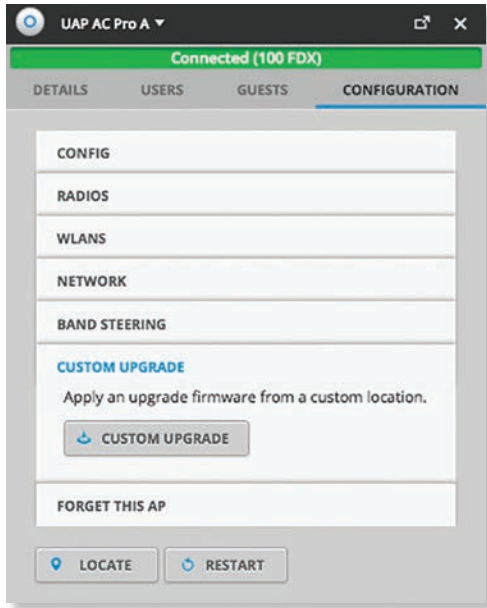 UAP AC Pro A
Connected (100 FDX)
DETAILS USERS GUESTS CONFIGURATION
CONFIG
RADIOS
WLANS
NETWORK
BAND STEERING
CUSTOM UPGRADE
Apply an upgrade firmware from a custom location.
CUSTOM UPGRADE
FORGET THIS AP
LOCATE RESTART